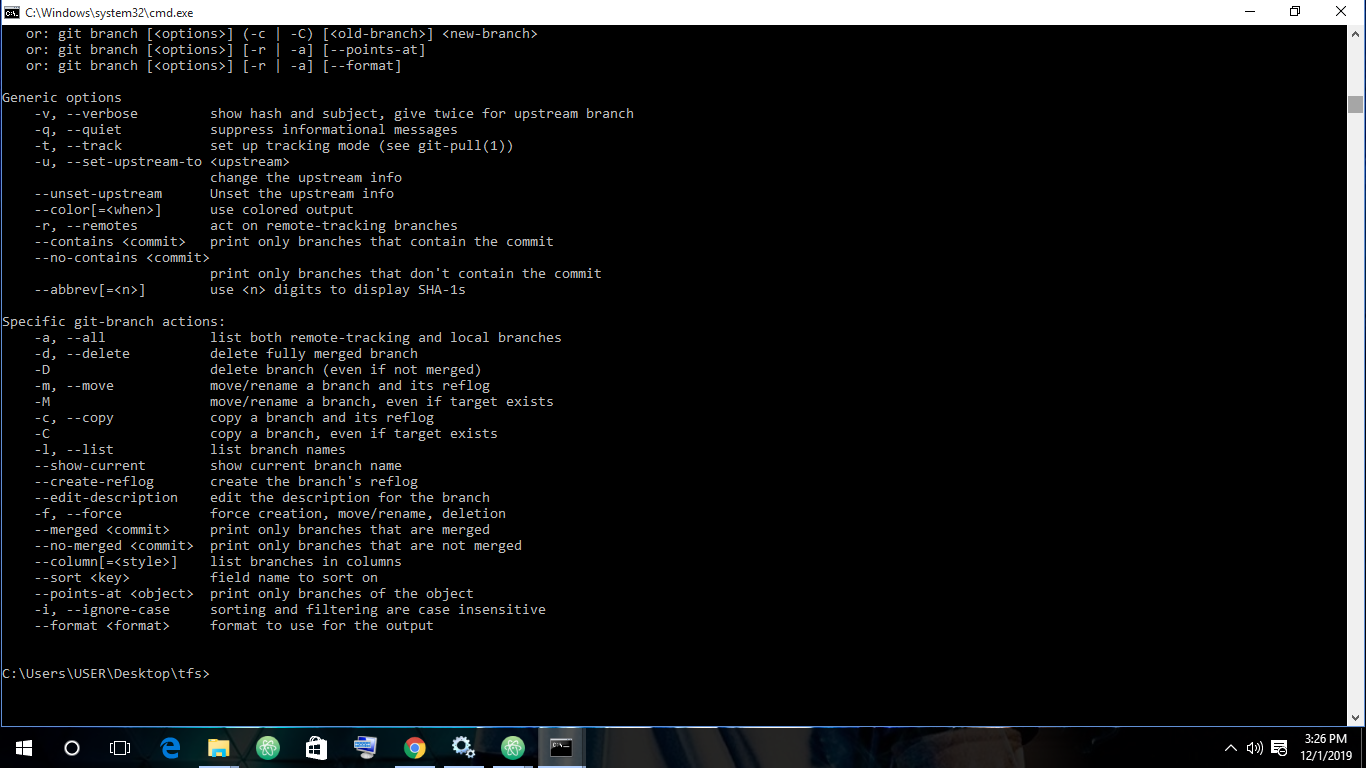 C:\Windows\system32\cmd.exe
or: git branch [<options>] (-c | -C) [<old-branch>] <new-branch>
or: git branch [<options>] [-r | -a] [--points-at]
or: git branch [<options>] [-r | -a] [--format]
Generic options
-v, --verbose show hash and subject, give twice for upstream branch
-q, --quiet suppress informational messages
-t, --track set up tracking mode (see git-pull(1))
-u, --set-upstream-to <upstream>
change the upstream info
--unset-upstream Unset the upstream info
--color[=<when>] use colored output
-r, --remotes act on remote-tracking branches
--contains <commit> print only branches that contain the commit
--no-contains <commit>
print only branches that don't contain the commit
--abbrev[=<n>] use <n> digits to display SHA-1s
Specific git-branch actions:
-a, --all list both remote-tracking and local branches
-d, --delete delete fully merged branch
-D delete branch (even if not merged)
-m, --move move/rename a branch and its reflog
-M move/rename a branch, even if target exists
-c, --copy copy a branch and its reflog
-C copy a branch, even if target exists
-l, --list list branch names
--show-current show current branch name
--create-reflog create the branch's reflog
--edit-description edit the description for the branch
-f, --force force creation, move/rename, deletion
--merged <commit> print only branches that are merged
--no-merged <commit> print only branches that are not merged
--column[=<style>] list branches in columns
--sort <key> field name to sort on
--points-at <object> print only branches of the object
-i, --ignore-case sorting and filtering are case insensitive
--format <format> format to use for the output
C:\Users\USER\Desktop\tfs>
3:26 PM
12/1/2019